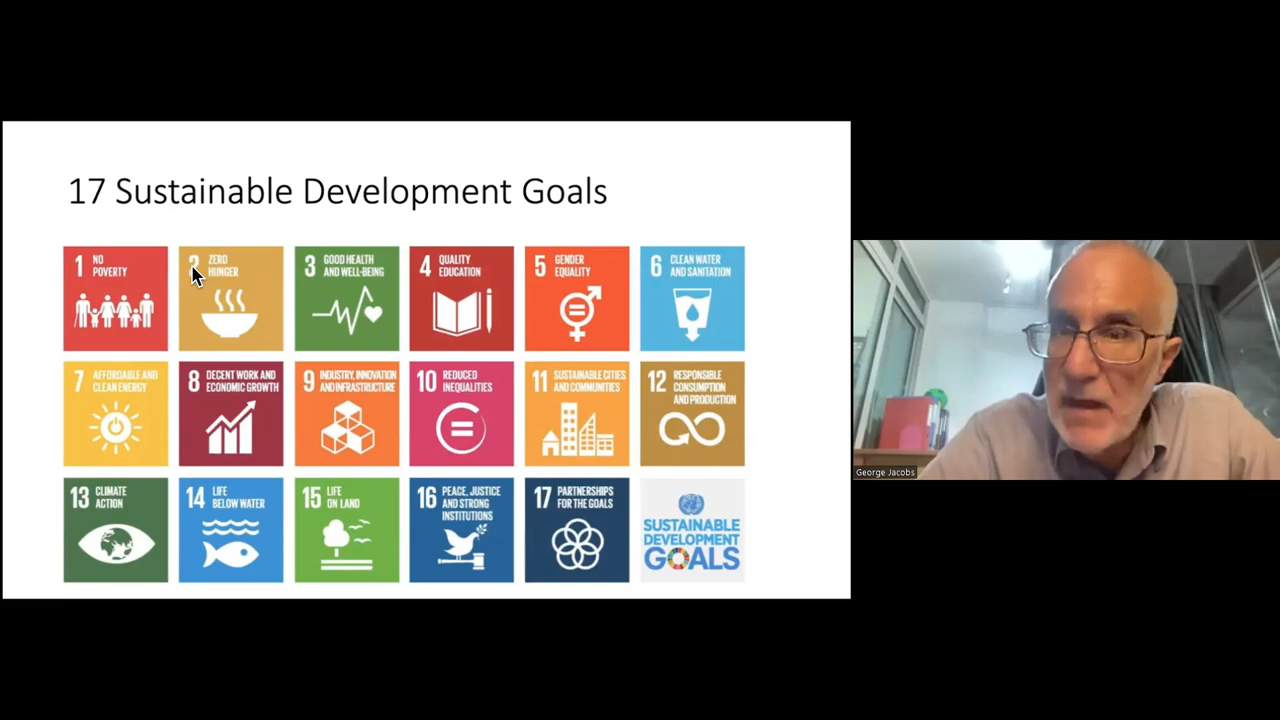 17 Sustainable Development Goals
1 NO
POVERTY
2 ZERO
HUNGER
3 GOOD HEALTH
AND WELL-BEING
4 QUALITY
EDUCATION
5 GENDER
EQUALITY
6 CLEAN WATER
AND SANITATION
7 AFFORDABLE AND
CLEAN ENERGY
8 DECENT WORK AND
ECONOMIC GROWTH
9 INDUSTRY, INNOVATION
AND INFRASTRUCTURE
10 REDUCED
INEQUALITIES
11 SUSTAINABLE CITIES
AND COMMUNITIES
12 RESPONSIBLE
CONSUMPTION
AND PRODUCTION
13 CLIMATE
ACTION
14 LIFE
BELOW WATER
15 LIFE
ON LAND
16 PEACE, JUSTICE
AND STRONG
INSTITUTIONS
17 PARTNERSHIPS
FOR THE GOALS
SUSTAINABLE
DEVELOPMENT
GOALS
George Jacobs